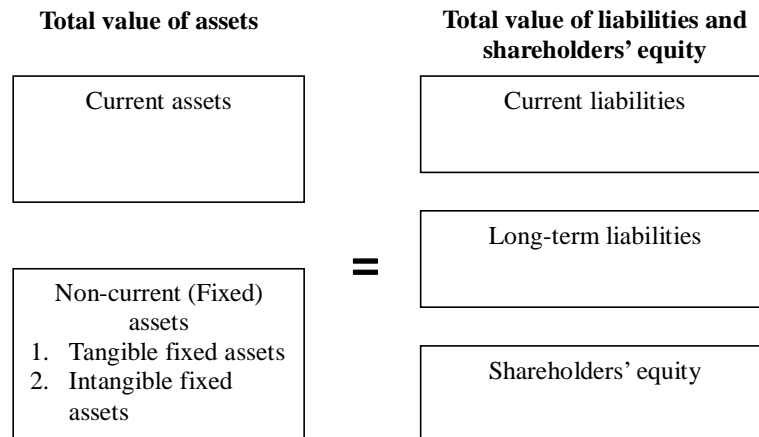 Total value of assets
Current assets
Non-current (Fixed)
assets
1. Tangible fixed assets
2. Intangible fixed
assets
=
Total value of liabilities and
shareholders’ equity
Current liabilities
Long-term liabilities
Shareholders’ equity